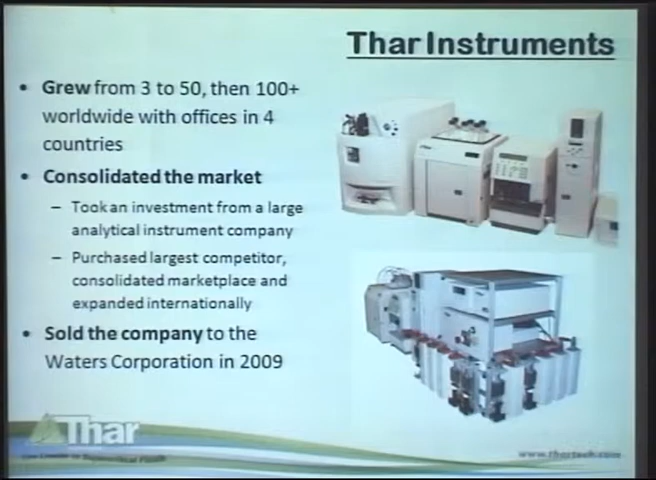 Thar Instruments
• Grew from 3 to 50, then 100+
worldwide with offices in 4
countries
• Consolidated the market
– Took an investment from a large
analytical instrument company
– Purchased largest competitor,
consolidated marketplace and
expanded internationally
• Sold the company to the
Waters Corporation in 2009
Thar
www.thartech.com